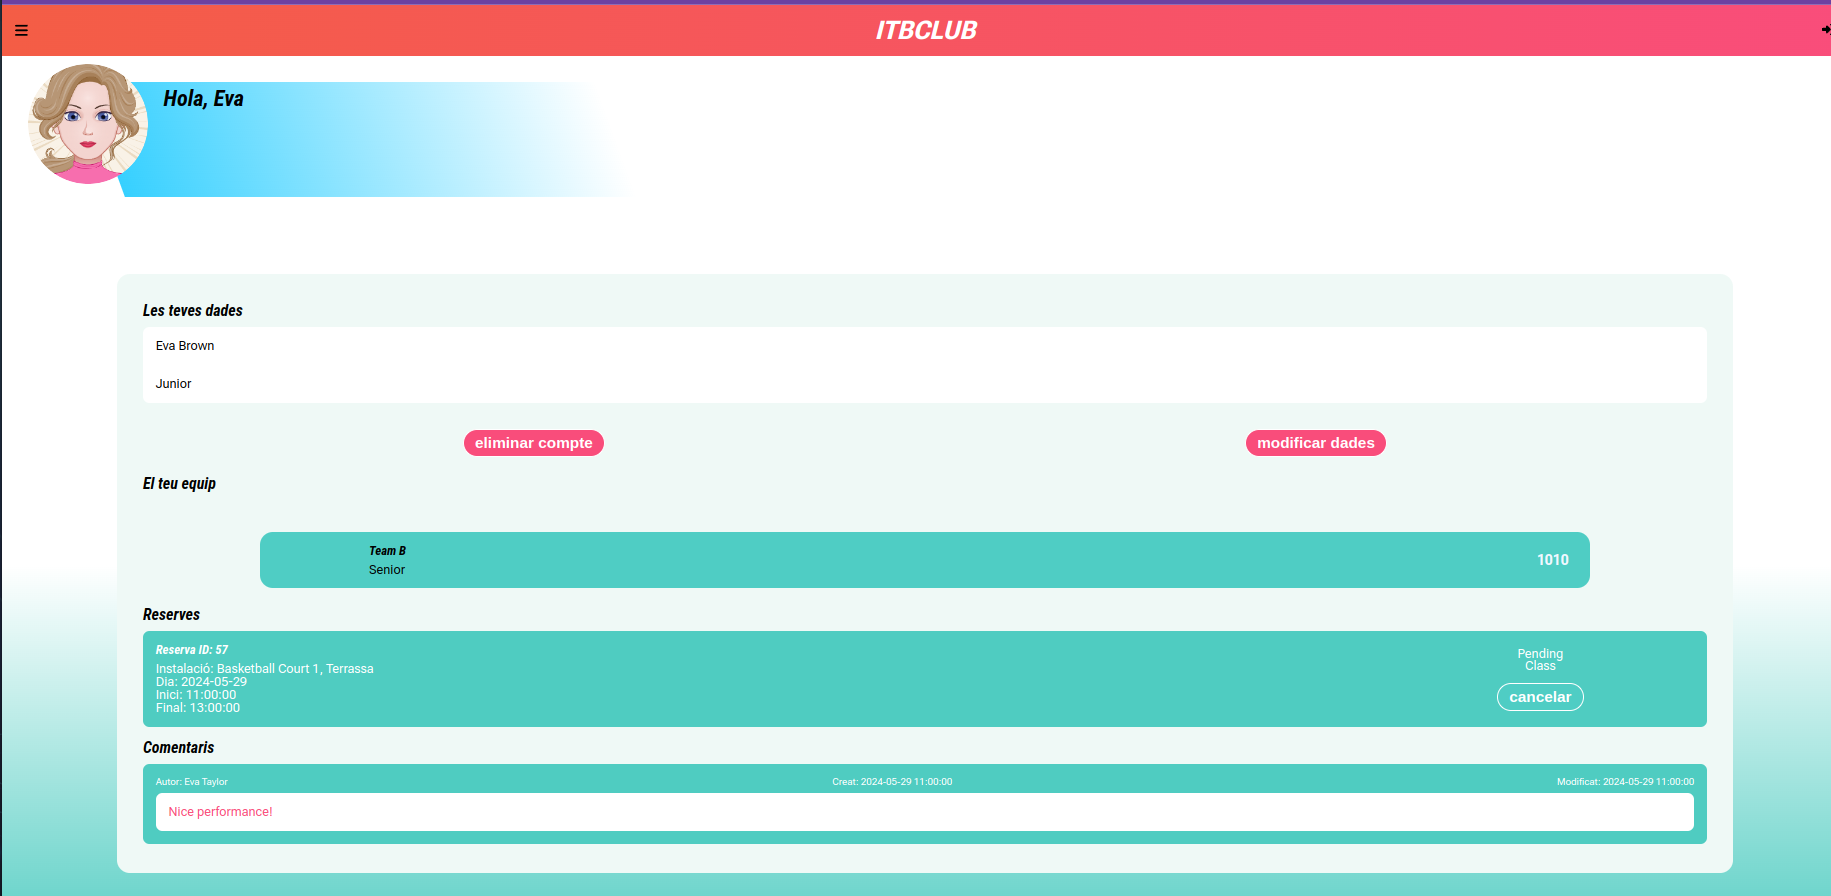 ITBCLUB
Hola, Eva
Les teves dades
Eva Brown
Junior
eliminar compte
modificar dades
El teu equip
Team B
Senior
1010
Reserves
Reserva ID: 57
Instalació: Basketball Court 1, Terrassa
Dia: 2024-05-29
Inici: 11:00:00
Final: 13:00:00
Pending
Class
cancelar
Comentaris
Autor: Eva Taylor
Creat: 2024-05-29 11:00:00
Modificat: 2024-05-29 11:00:00
Nice performance!